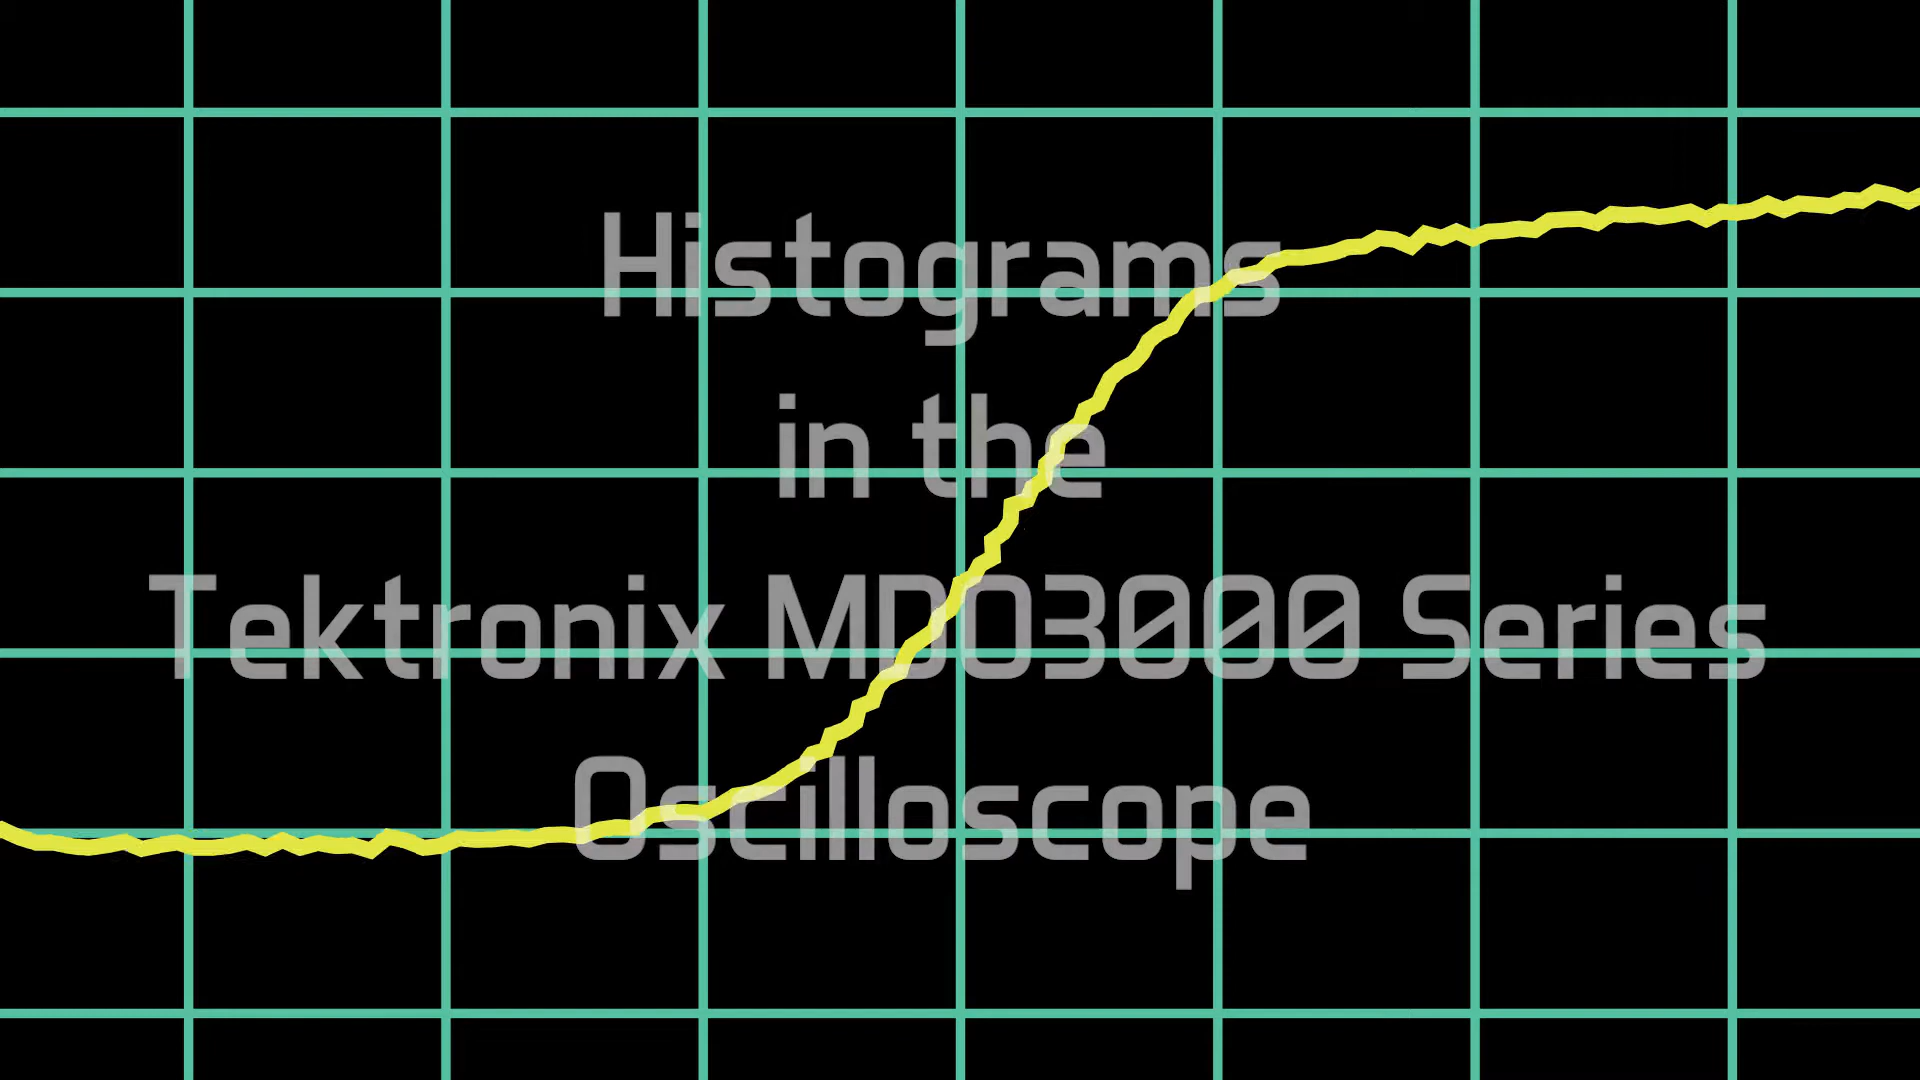 Histograms
in the
Tektronix MDO3000 Series
Oscilloscope